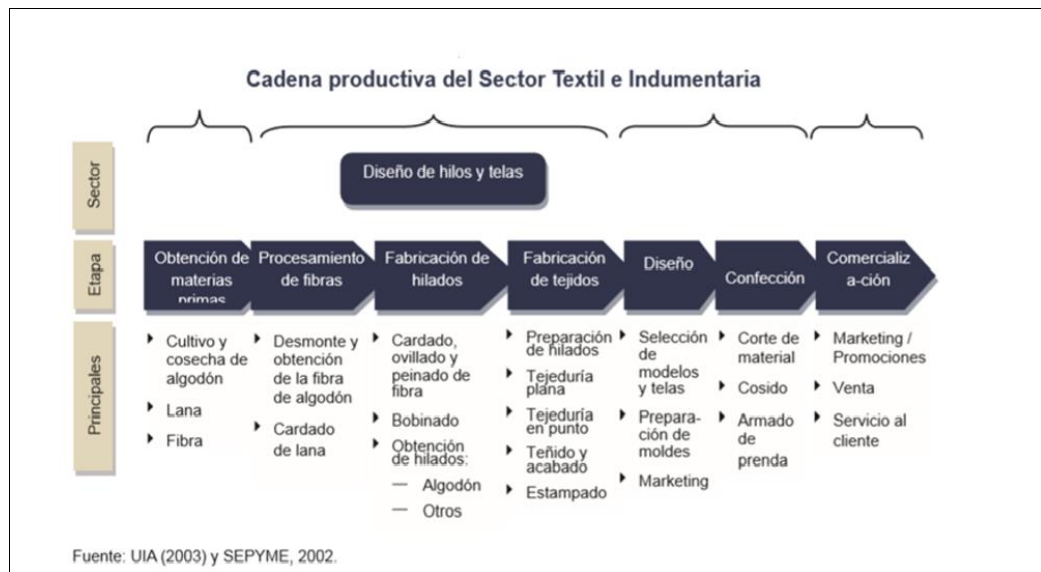 Cadena productiva del Sector Textil e Indumentaria
Sector
Diseño de hilos y telas
Etapa
Obtención de
materias
primas
Procesamiento
de fibras
Fabricación de
hilados
Fabricación
de tejidos
Diseño
Confección
Comercializ
a-ción
Principales
Cultivo y
cosecha de
algodón
Lana
Fibra
Desmonte y
obtención
de la fibra
de algodón
Cardado
de lana
Cardado,
ovillado y
peinado de
fibra
Bobinado
Obtención
de hilados:
— Algodón
— Otros
Preparación
de hilados
Tejeduría
plana
Tejeduría
en punto
Teñido y
acabado
Estampado
Selección
de
modelos
y telas
Prepara-
ción de
moldes
Marketing
Corte de
material
Cosido
Armado
de
prenda
Marketing /
Promociones
Venta
Servicio al
cliente
Fuente: UIA (2003) y SEPYME, 2002.